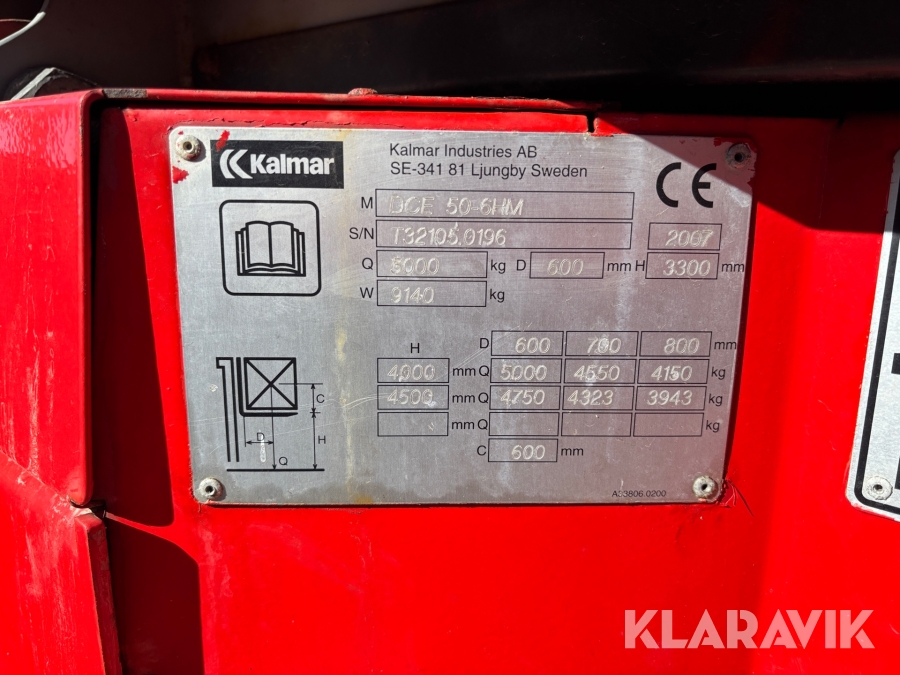 Kalmar
Kalmar Industries AB
SE-341 81 Ljungby Sweden
CE
M DCE 50-6HM
S/N T32105.0196 2007
Q 5000 kg D 600 mm H 3300 mm
W 9140 kg
H D 600 700 800 mm
4000 mm Q 5000 4550 4150 kg
4500 mm Q 4750 4323 3943 kg
mm Q kg
C 600 mm
C
H
D
Q
KLARAVIK